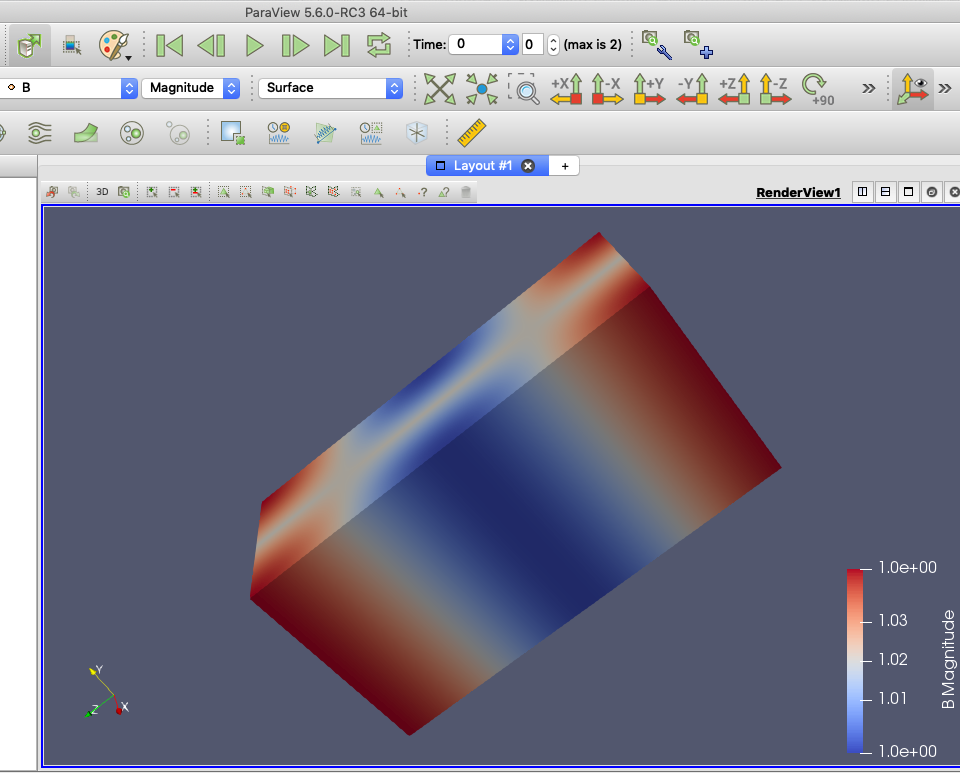 ParaView 5.6.0-RC3 64-bit
Time: 0 0 (max is 2)
B Magnitude Surface +X -X +Y -Y +Z -Z +90 »  »
Layout #1 +
3D ? RenderView1
1.0e+00
1.03
1.02
1.01
1.0e+00
B Magnitude
Y
Z X